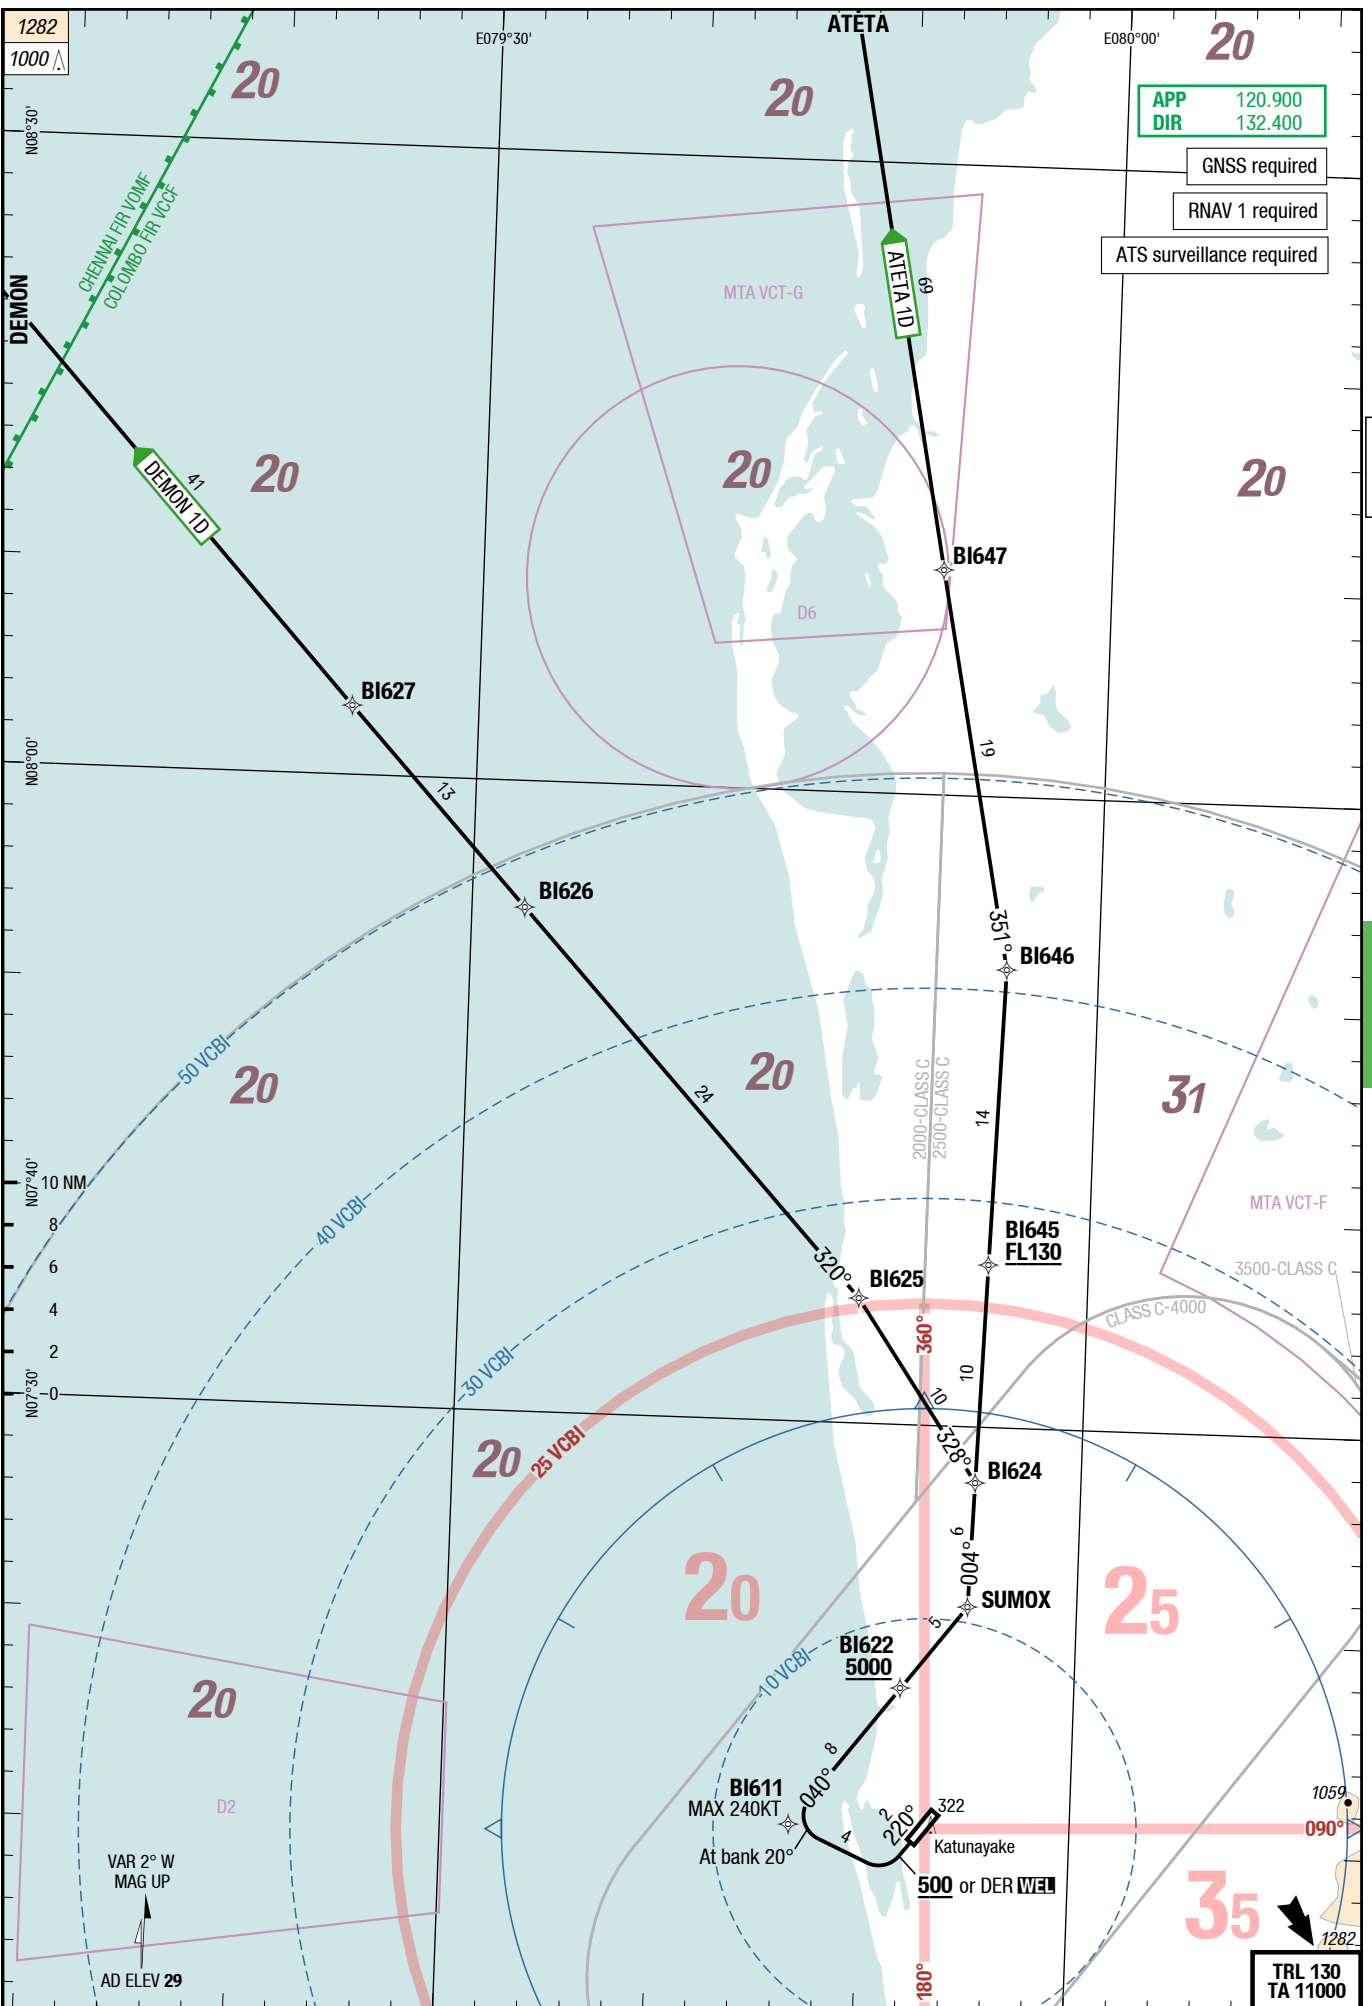 1282
1000
E079°30'
ATETA
E080°00'
20
20
20
APP 120.900
DIR 132.400
N08°30'
GNSS required
RNAV 1 required
ATS surveillance required
CHENNAI FIR VOMF
COLOMBO FIR VCCF
DEMON
MTA VCT-G
ATETA 1D
69
DEMON 1D
41
20
20
20
BI647
D6
BI627
N08°00'
13
19
BI626
351°
BI646
50 VCBI
20
20
2000-CLASS C
2500-CLASS C
24
14
31
N07°40'
10 NM
8
6
4
2
0
N07°30'
40 VCBI
MTA VCT-F
BI645
FL130
320°
BI625
3500-CLASS C
CLASS C-4000
360°
30 VCBI
10
10
20
25 VCBI
328°
BI624
6
004°
20
25
SUMOX
5
BI622
5000
10 VCBI
20
8
040°
BI611
MAX 240KT
D2
4
At bank 20°
2
220°
322
Katunayake
1059
090°
500 or DER WEL
VAR 2° W
MAG UP
35
1282
AD ELEV 29
180°
TRL 130
TA 11000